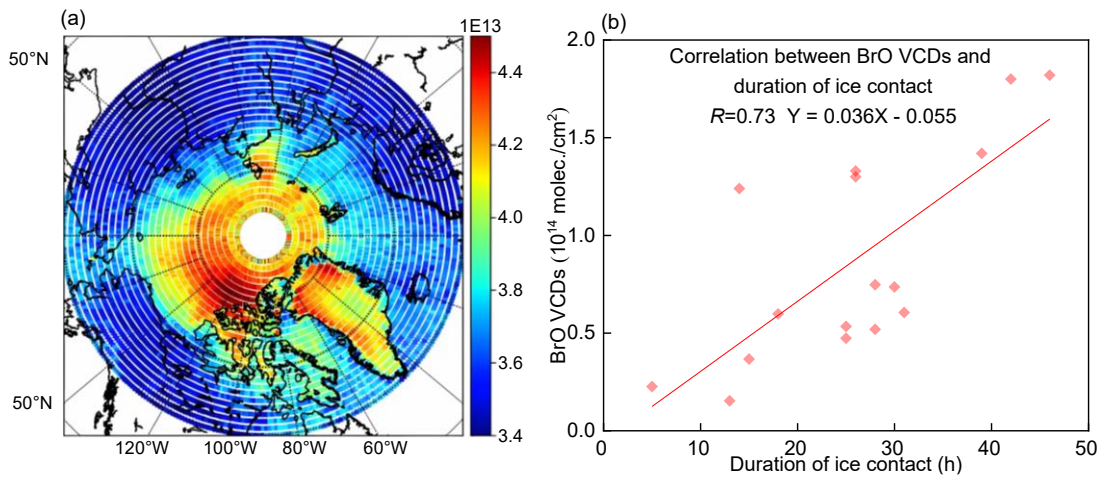 (a)
1E13
50°N
50°N
4.4
4.2
4.0
3.8
3.6
3.4
120°W 100°W 80°W 60°W
(b)
Correlation between BrO VCDs and
duration of ice contact
R=0.73 Y = 0.036X - 0.055
BrO VCDs (10¹⁴ molec./cm²)
2.0
1.5
1.0
0.5
0.0
0 10 20 30 40 50
Duration of ice contact (h)